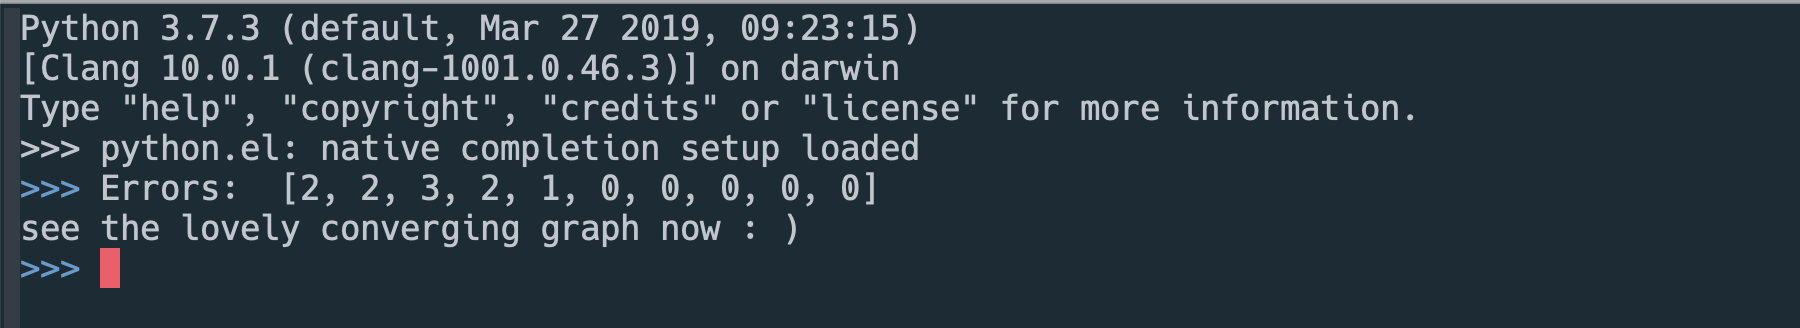 Python 3.7.3 (default, Mar 27 2019, 09:23:15)
[Clang 10.0.1 (clang-1001.0.46.3)] on darwin
Type "help", "copyright", "credits" or "license" for more information.
>>> python.el: native completion setup loaded
>>> Errors:  [2, 2, 3, 2, 1, 0, 0, 0, 0, 0]
see the lovely converging graph now : )
>>>